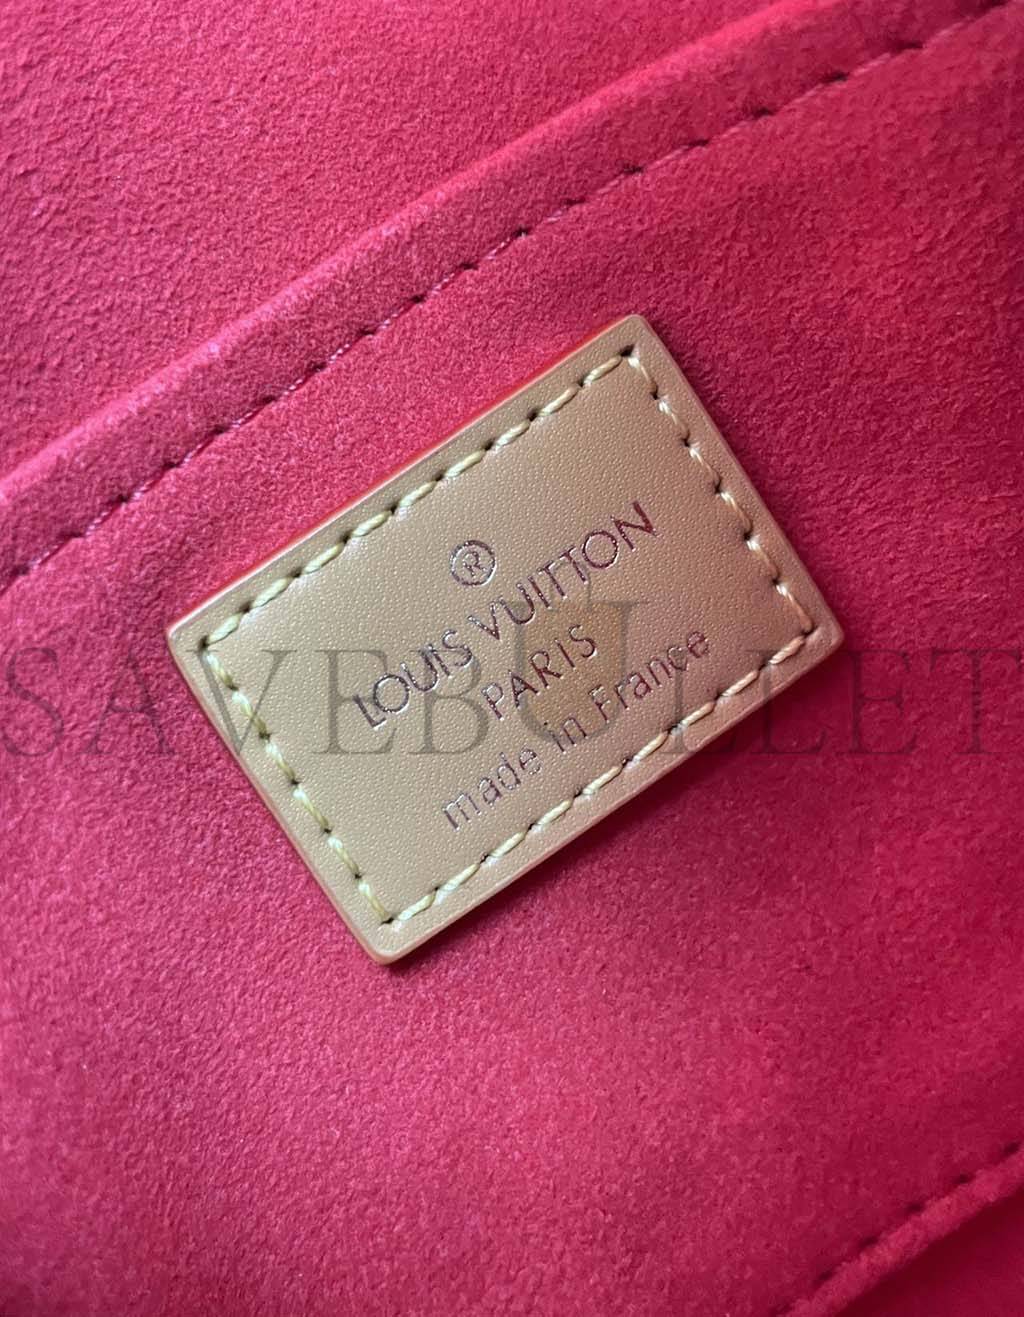 ®
LOUIS VUITTON
PARIS
made in France
SAVEBULLET